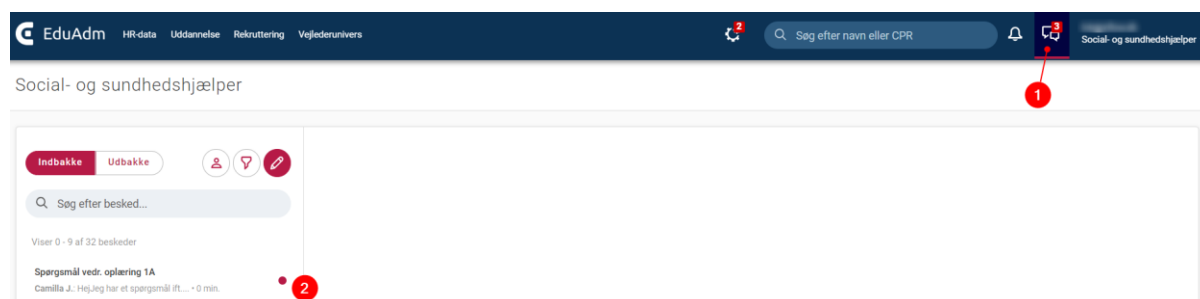 EduAdm HR-data Uddannelse Rekruttering Vejlederunivers 2 Søg efter navn eller CPR 3
Social- og sundhedshjælper
1
Social- og sundhedshjælper
Indbakke Udbakke
Søg efter besked...
Viser 0 - 9 af 32 beskeder
Spørgsmål vedr. oplæring 1A
Camilla J.: HejJeg har et spørgsmål ift.... • 0 min.
2